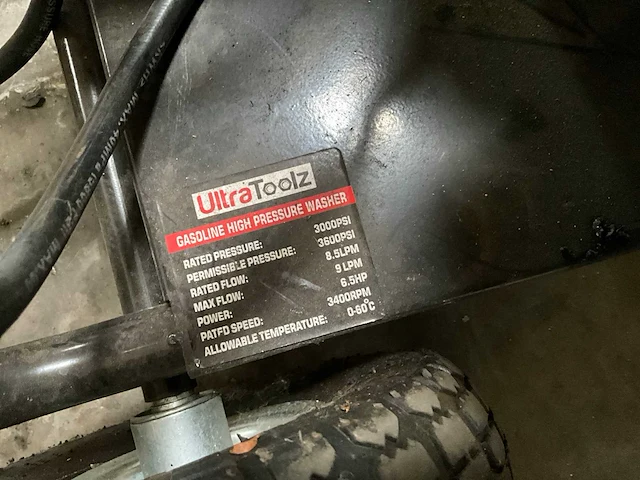 UltraToolz
GASOLINE HIGH PRESSURE WASHER
RATED PRESSURE: 3000PSI
PERMISSIBLE PRESSURE: 3600PSI
RATED FLOW: 8.5LPM
MAX FLOW: 9 LPM
POWER: 6.5HP
PATFD SPEED: 3400RPM
ALLOWABLE TEMPERATURE: 0-60°C